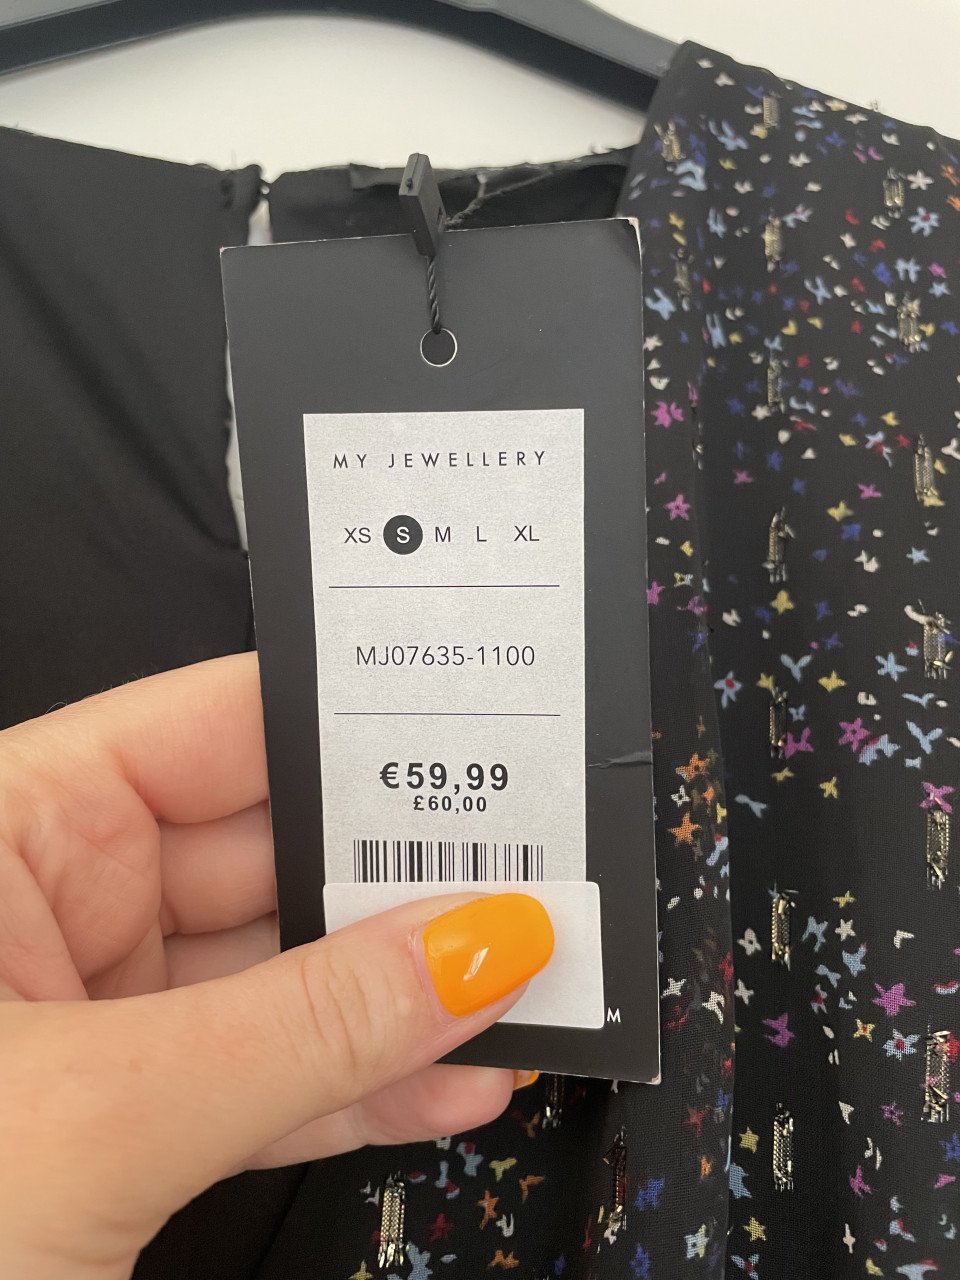 MY JEWELLERY
XS S M L XL
MJ07635-1100
€59,99
£60,00
M